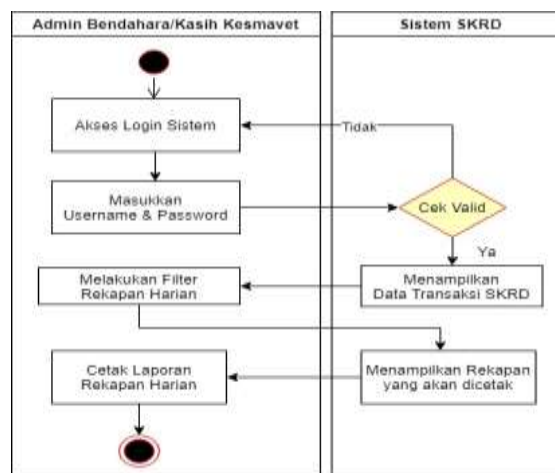 Admin Bendahara/Kasih Kesmavet
Sistem SKRD
Akses Login Sistem
Tidak
Masukkan
Username & Password
Cek Valid
Ya
Menampilkan
Data Transaksi SKRD
Melakukan Filter
Rekapan Harian
Menampilkan Rekapan
yang akan dicetak
Cetak Laporan
Rekapan Harian